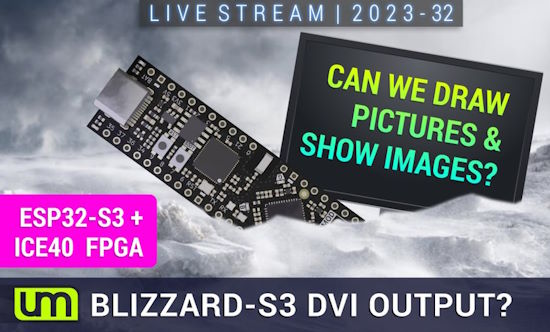 LIVE STREAM | 2023-32
CAN WE DRAW
PICTURES &
SHOW IMAGES?
ESP32-S3 +
ICE40 FPGA
um BLIZZARD-S3 DVI OUTPUT?